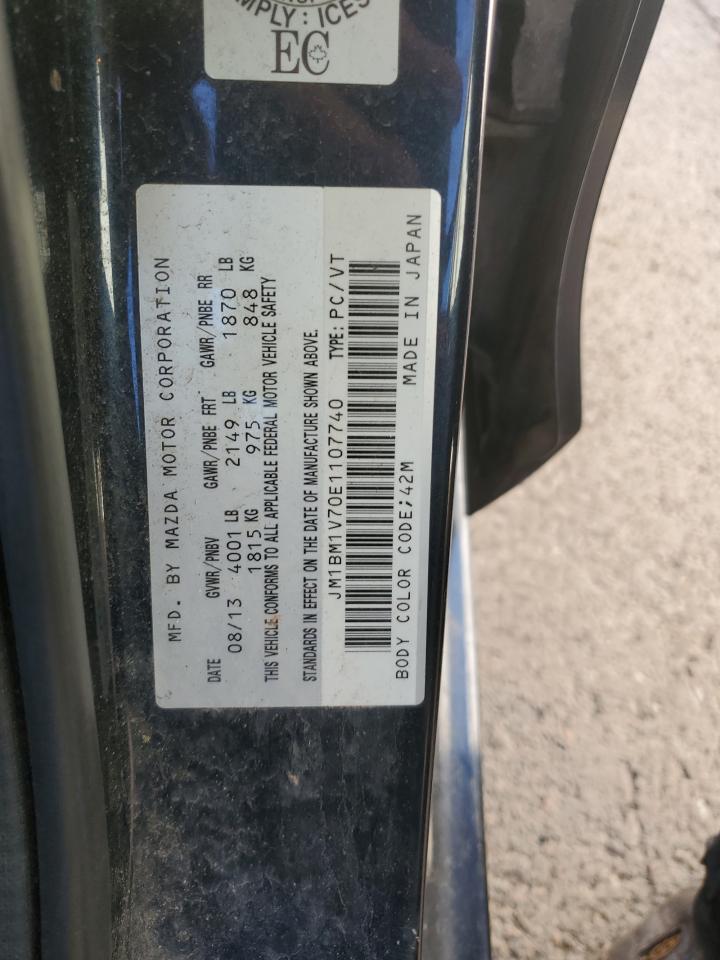 MPLY: ICES
EC
MFD. BY MAZDA MOTOR CORPORATION
DATE GVWR/PNBV GAWR/PNBE FRT GAWR/PNBE RR
08/13 4001 LB 2149 LB 1870 LB
1815 KG 975 KG 848 KG
THIS VEHICLE CONFORMS TO ALL APPLICABLE FEDERAL MOTOR VEHICLE SAFETY
STANDARDS IN EFFECT ON THE DATE OF MANUFACTURE SHOWN ABOVE.
JM1BM1V70E1107740 TYPE: PC/VT
BODY COLOR CODE;42M MADE IN JAPAN